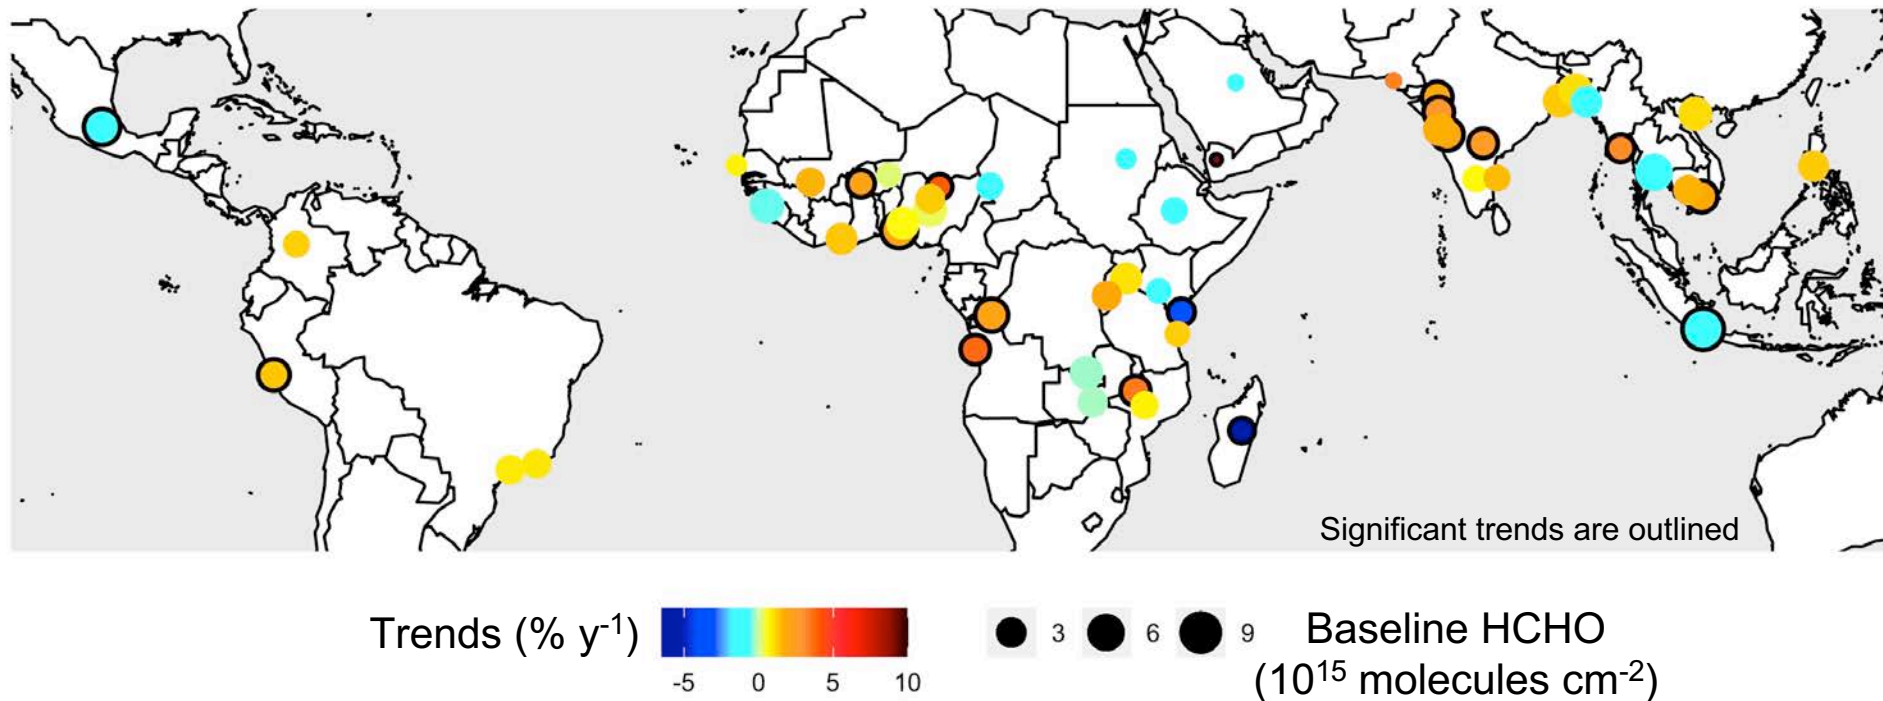 Significant trends are outlined
Trends (% y⁻¹)
-5 0 5 10
3 6 9
Baseline HCHO
(10¹⁵ molecules cm⁻²)